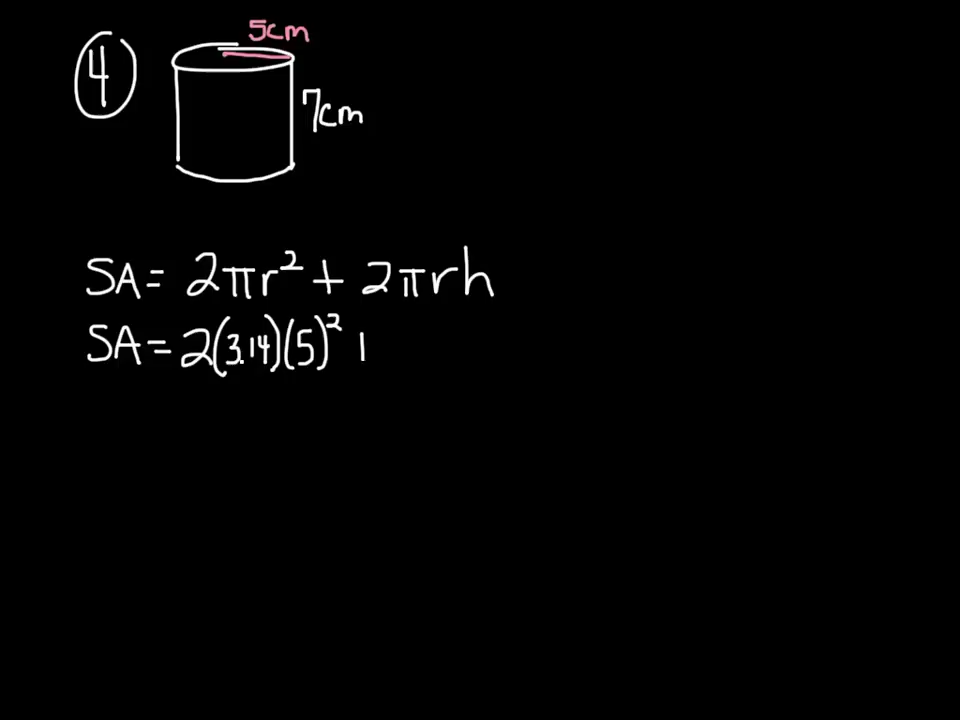 5cm
4
7cm
SA = 2πr² + 2πrh
SA = 2(3.14)(5)² |